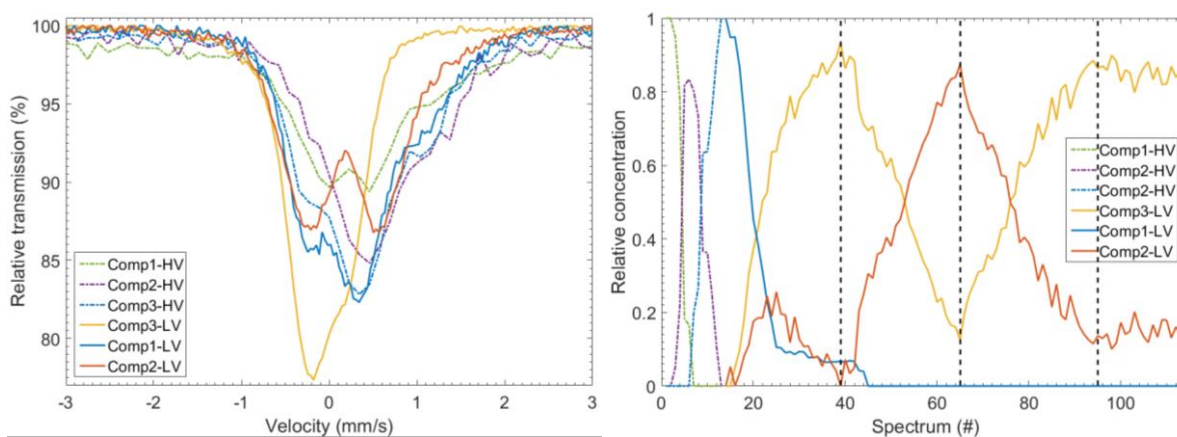 100
95
90
85
80
Relative transmission (%)
Comp1-HV
Comp2-HV
Comp3-HV
Comp3-LV
Comp1-LV
Comp2-LV
-3
-2
-1
0
1
2
3
Velocity (mm/s)
1
0.8
0.6
0.4
0.2
0
Relative concentration
Comp1-HV
Comp2-HV
Comp2-HV
Comp3-LV
Comp1-LV
Comp2-LV
0
20
40
60
80
100
Spectrum (#)